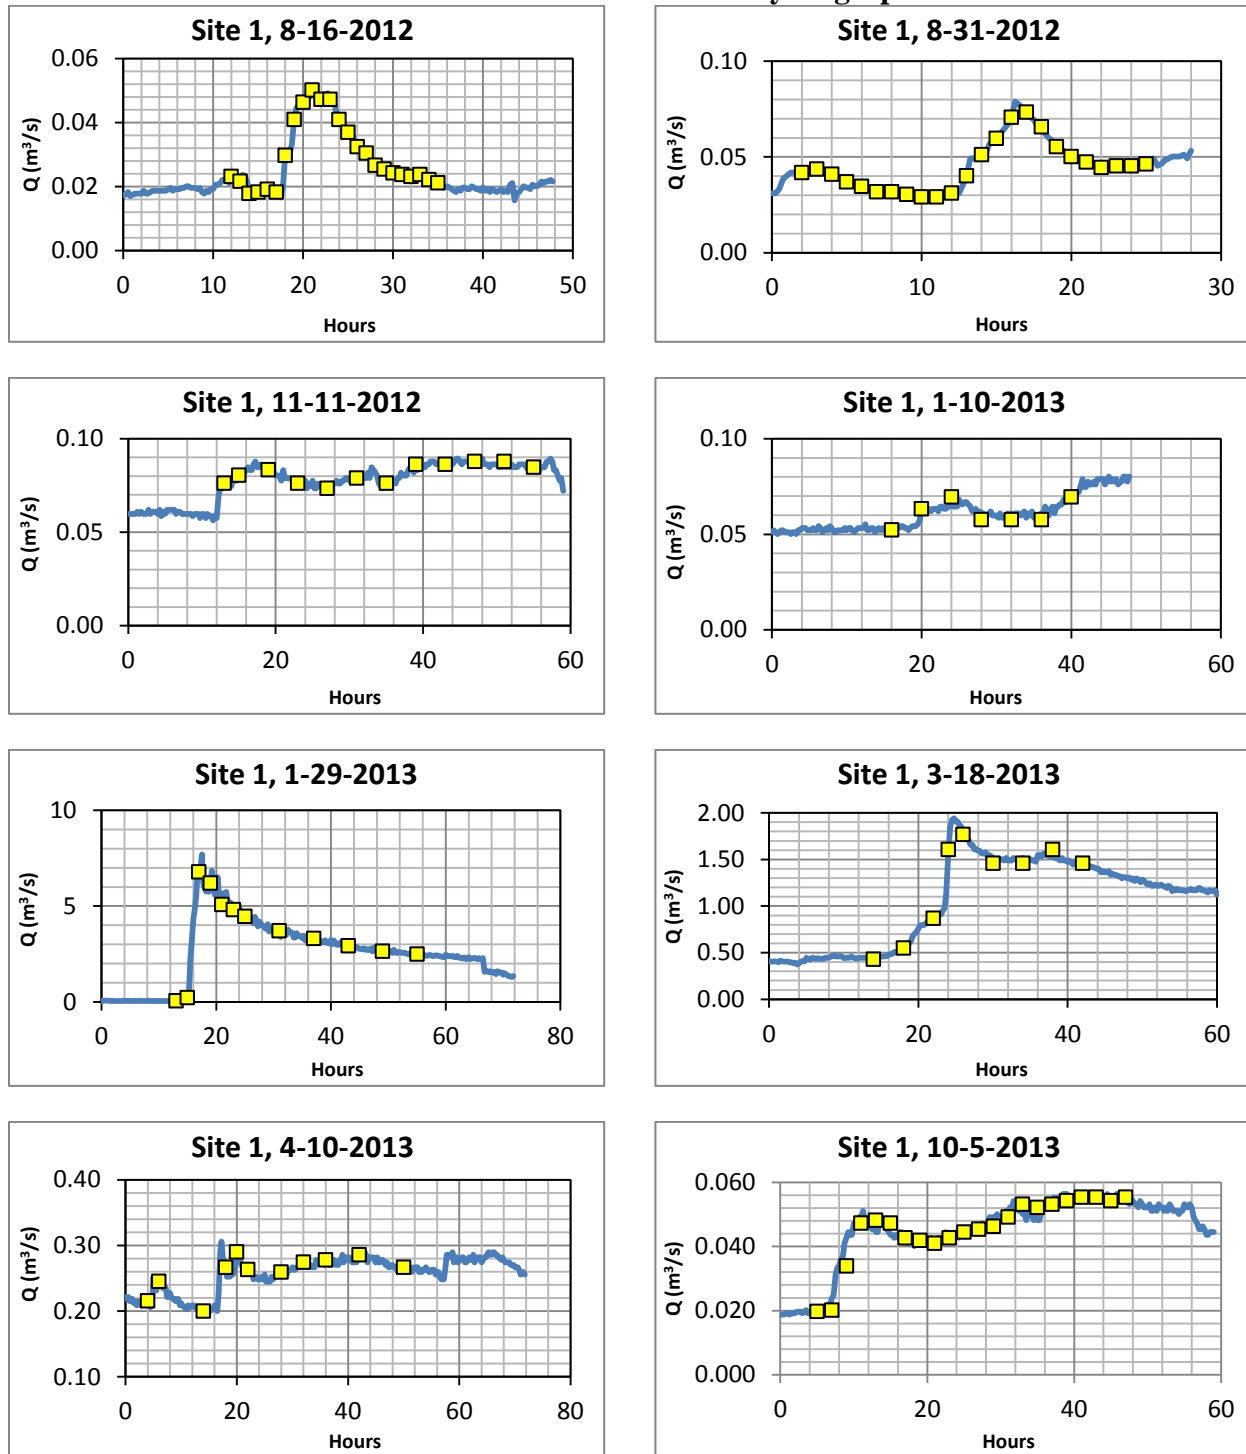 Site 1, 8-16-2012
0.06
0.04
0.02
0.00
Q (m³/s)
0 10 20 30 40 50
Hours
Site 1, 8-31-2012
0.10
0.05
0.00
Q (m³/s)
0 10 20 30
Hours
Site 1, 11-11-2012
0.10
0.05
0.00
Q (m³/s)
0 20 40 60
Hours
Site 1, 1-10-2013
0.10
0.05
0.00
Q (m³/s)
0 20 40 60
Hours
Site 1, 1-29-2013
10
5
0
Q (m³/s)
0 20 40 60 80
Hours
Site 1, 3-18-2013
2.00
1.50
1.00
0.50
0.00
Q (m³/s)
0 20 40 60
Hours
Site 1, 4-10-2013
0.40
0.30
0.20
0.10
Q (m³/s)
0 20 40 60 80
Hours
Site 1, 10-5-2013
0.060
0.040
0.020
0.000
Q (m³/s)
0 20 40 60
Hours